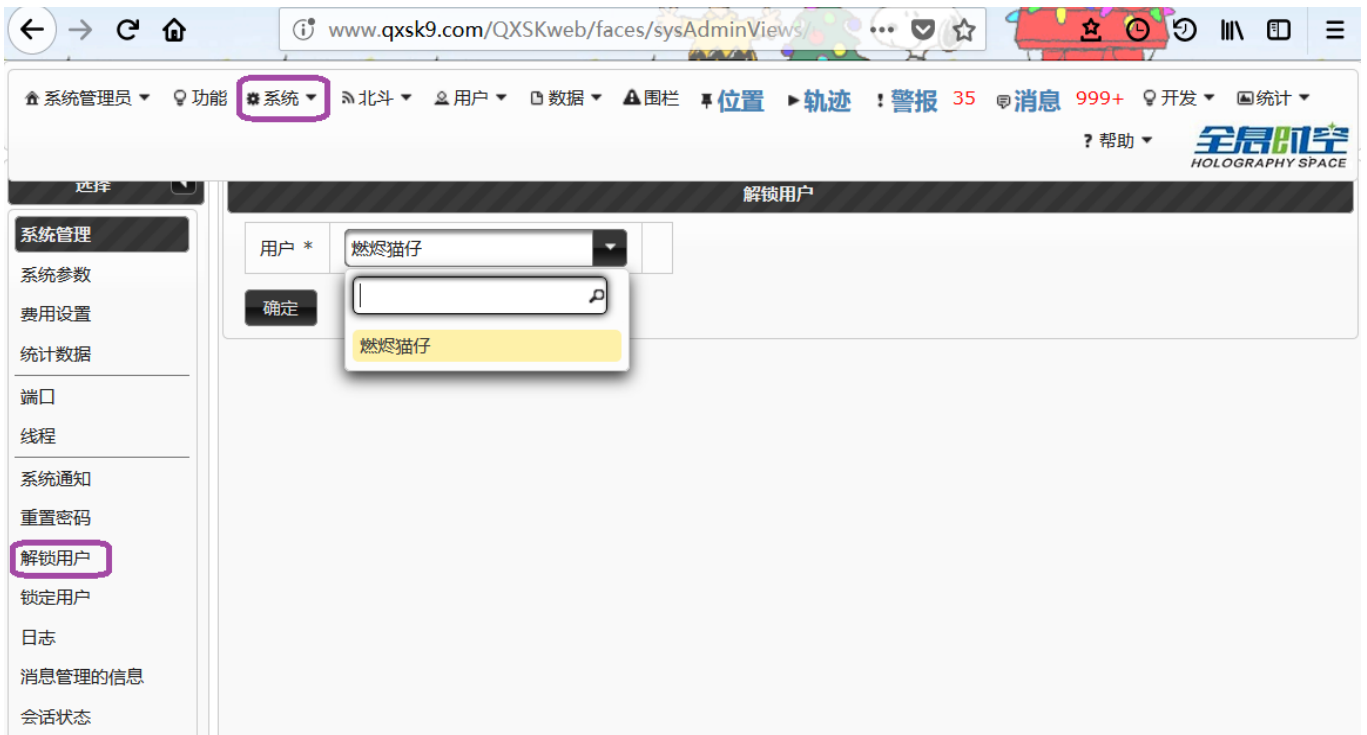 www.qxsk9.com/QXSKweb/faces/sysAdminViews/
系统管理员 功能 系统 北斗 用户 数据 围栏 位置 轨迹 警报 35 消息 999+ 开发 统计
? 帮助
全息时空
HOLOGRAPHY SPACE
选择
解锁用户
系统管理
系统参数
费用设置
统计数据
端口
线程
系统通知
重置密码
解锁用户
锁定用户
日志
消息管理的信息
会话状态
用户 * 燃烬猫仔
确定
燃烬猫仔